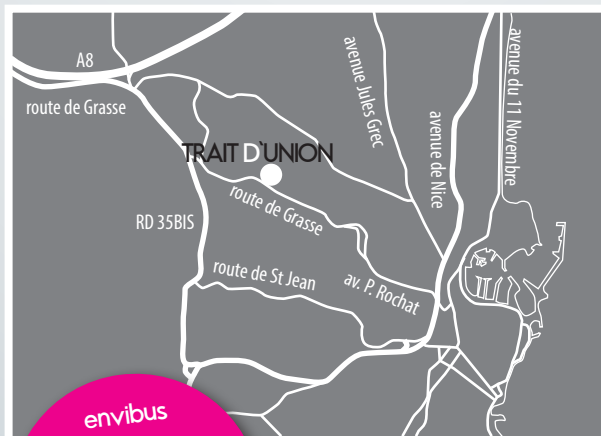 A8
route de Grasse
avenue Jules Grec
avenue de Nice
avenue du 11 Novembre
TRAIT D'UNION
route de Grasse
RD 35BIS
route de St Jean
av. P. Rochat
envibus